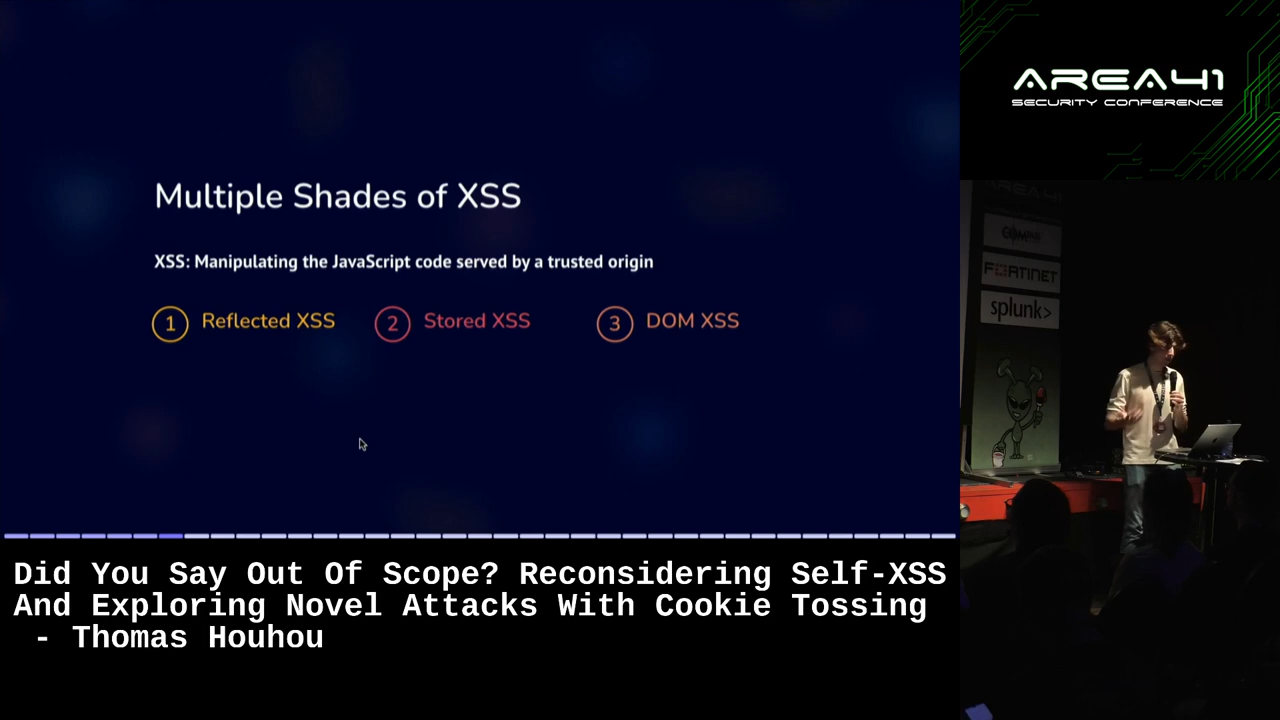 Multiple Shades of XSS
XSS: Manipulating the JavaScript code served by a trusted origin
1 Reflected XSS
2 Stored XSS
3 DOM XSS
Did You Say Out Of Scope? Reconsidering Self-XSS
And Exploring Novel Attacks With Cookie Tossing
- Thomas Houhou
AREA41
SECURITY CONFERENCE
AREA41
FORTINET
splunk>